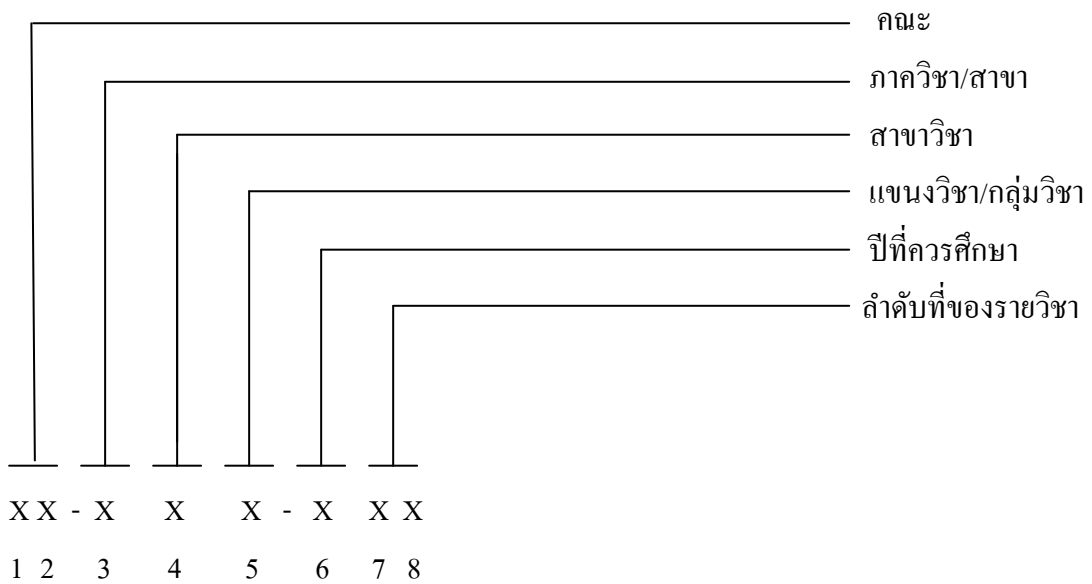 คณะ
ภาควิชา/สาขา
สาขาวิชา
แขนงวิชา/กลุ่มวิชา
ปีที่ควรศึกษา
ลำดับที่ของรายวิชา
X X - X X X - X X X
1 2 3 4 5 6 7 8